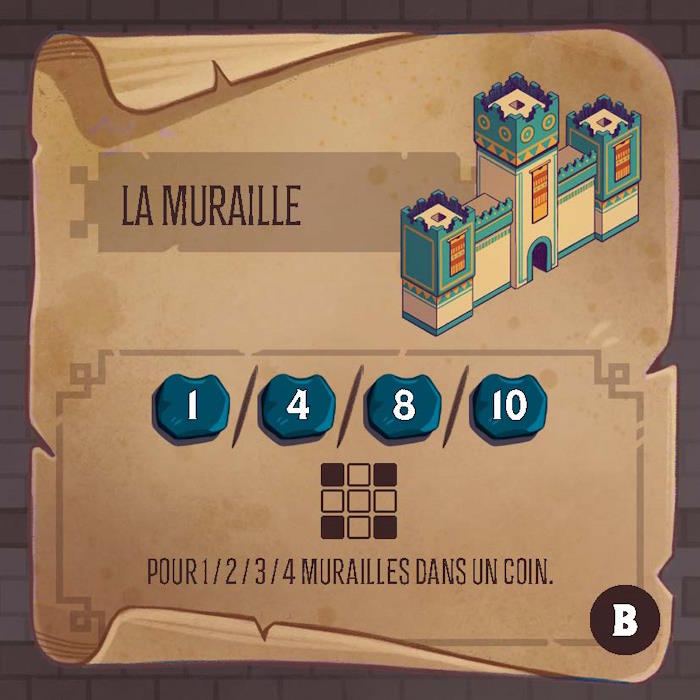 LA MURAILLE
1 / 4 / 8 / 10
POUR 1 / 2 / 3 / 4 MURAILLES DANS UN COIN.
B